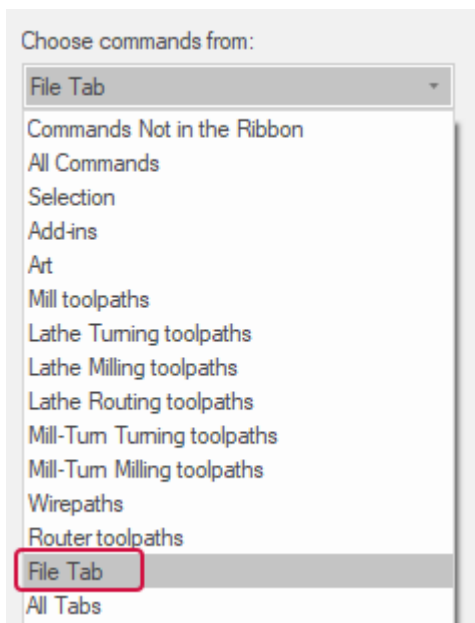 Choose commands from:
File Tab
Commands Not in the Ribbon
All Commands
Selection
Add-ins
Art
Mill toolpaths
Lathe Turning toolpaths
Lathe Milling toolpaths
Lathe Routing toolpaths
Mill-Turn Turning toolpaths
Mill-Turn Milling toolpaths
Wirepaths
Router toolpaths
File Tab
All Tabs